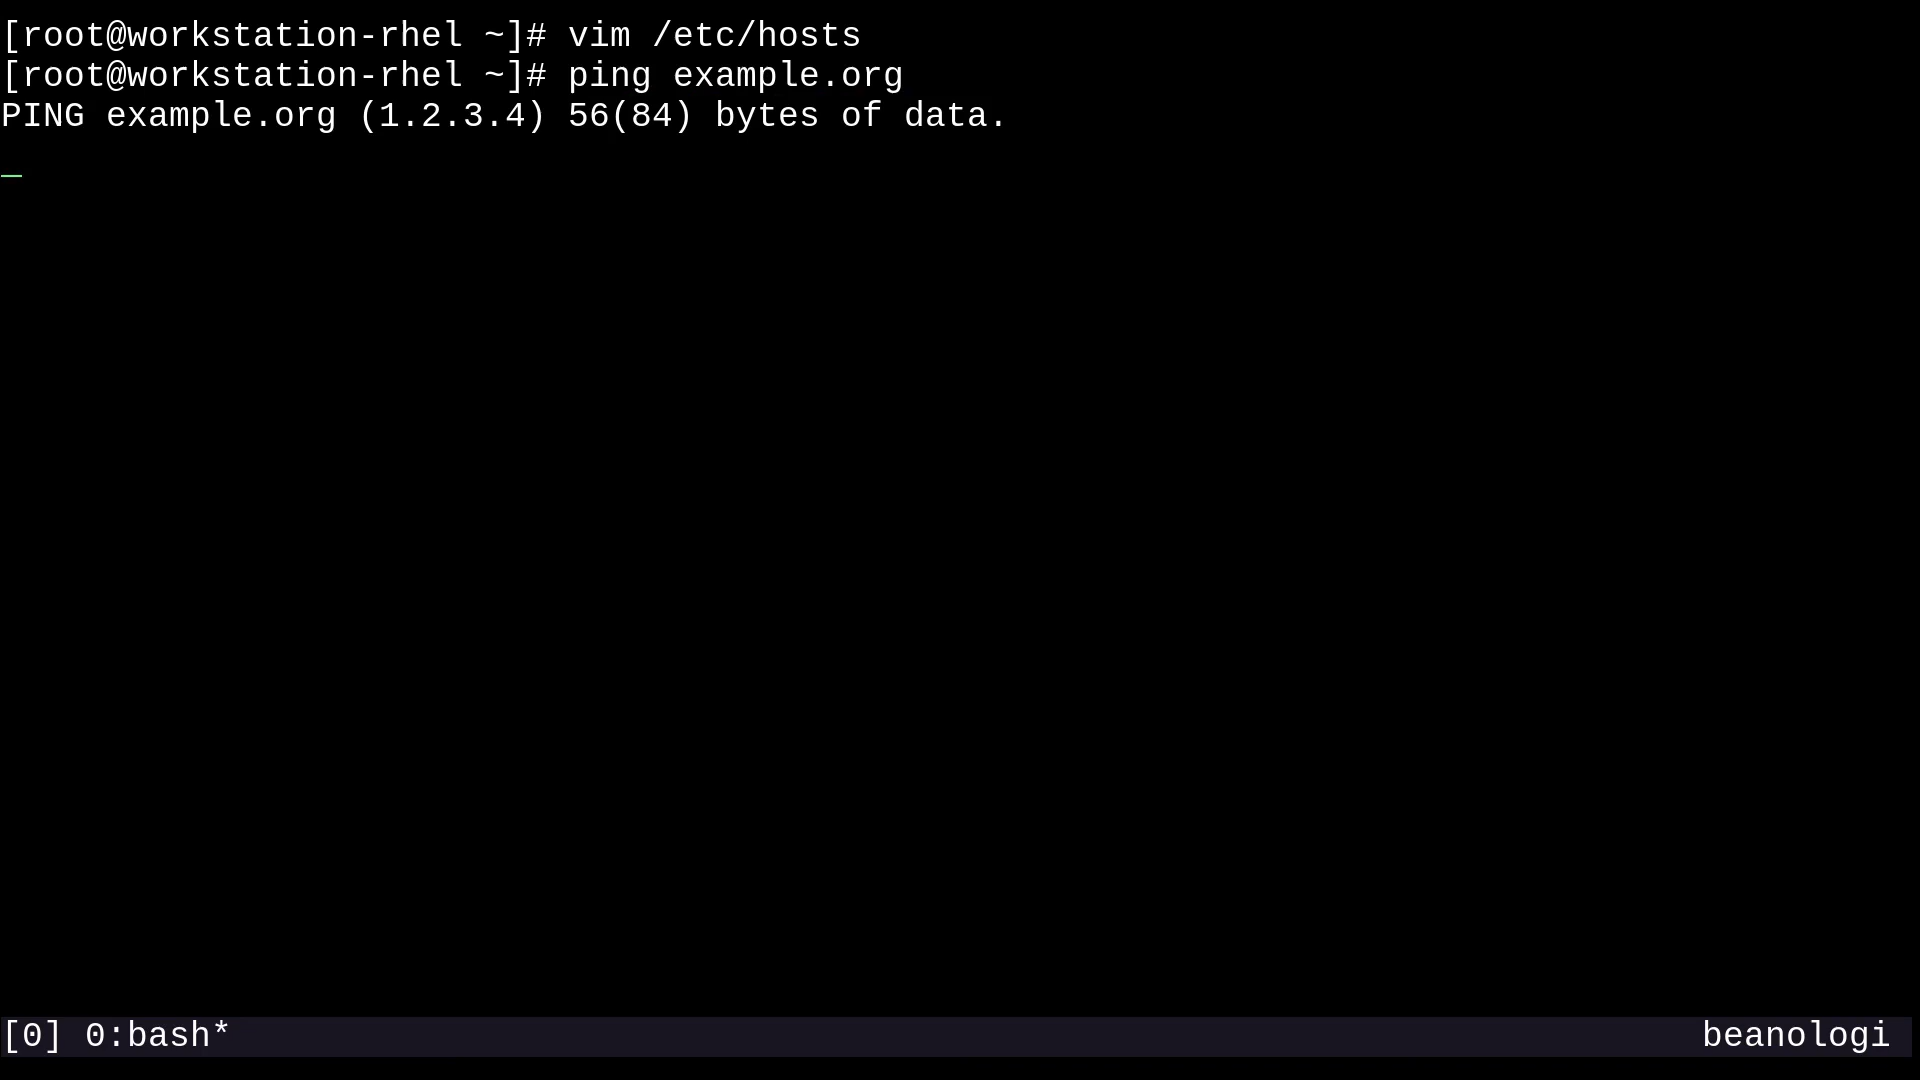 [root@workstation-rhel ~]# vim /etc/hosts
[root@workstation-rhel ~]# ping example.org
PING example.org (1.2.3.4) 56(84) bytes of data.
[0] 0:bash*
beanologi